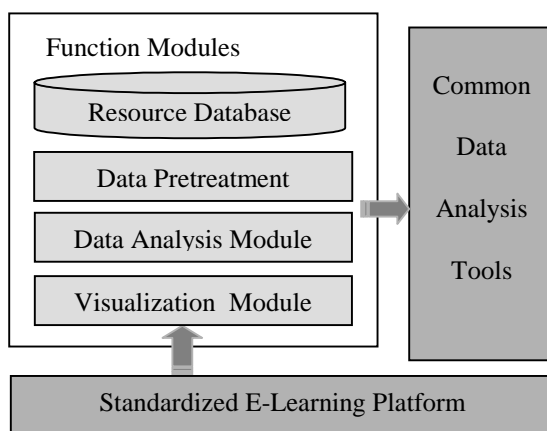 Function Modules
Resource Database
Data Pretreatment
Data Analysis Module
Visualization Module
Common
Data
Analysis
Tools
Standardized E-Learning Platform